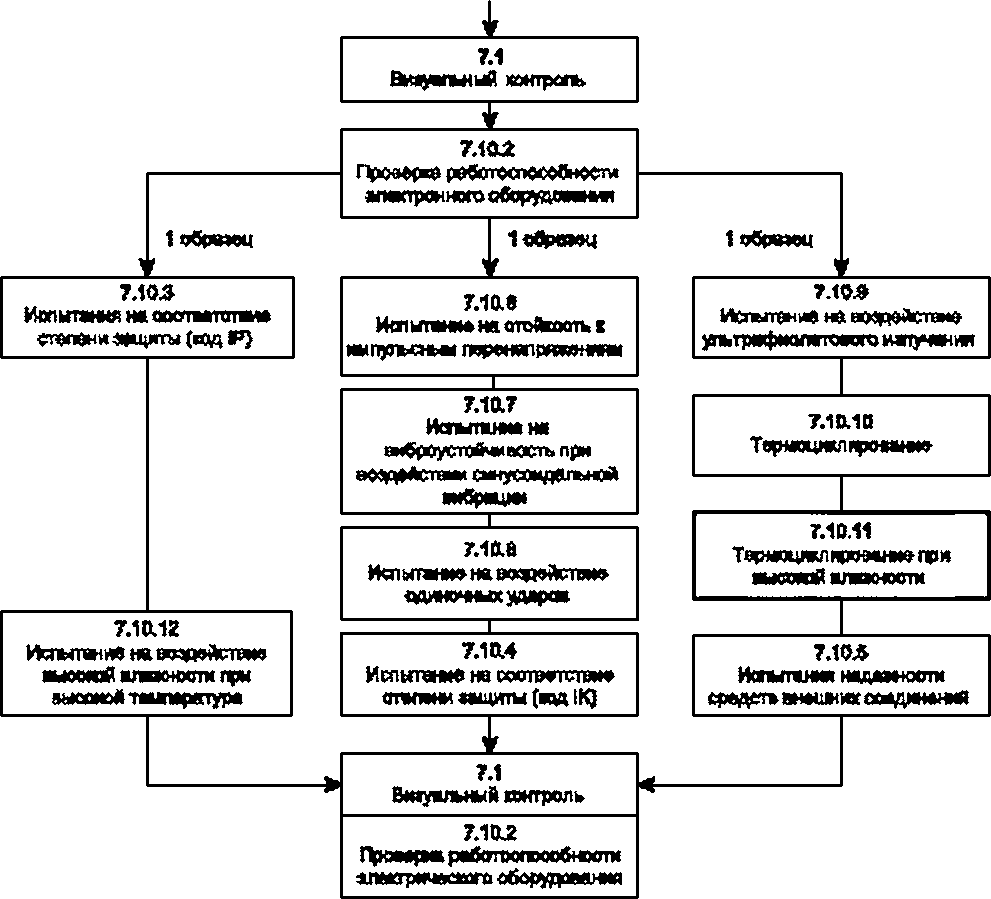 7.1
Визуальный контроль
7.10.2
Проверка работоспособности
электронного оборудования
1 образец
1 образец
1 образец
7.10.3
Испытания на соответствие
степени защиты (код IP)
7.10.6
Испытание на стойкость к
импульсным перенапряжениям
7.10.9
Испытание на воздействие
ультрафиолетового излучения
7.10.7
Испытание на
виброустойчивость при
воздействии синусоидальной
вибрации
7.10.10
Термоциклирование
7.10.11
Термоциклирование при
высокой влажности
7.10.8
Испытание на воздействие
одиночных ударов
7.10.12
Испытание на воздействие
высокой влажности при
высокой температура
7.10.4
Испытание на соответствие
степени защиты (код IK)
7.10.5
Испытания надежности
средств внешних соединений
7.1
Визуальный контроль
7.10.2
Проверка работоспособности
электрического оборудования